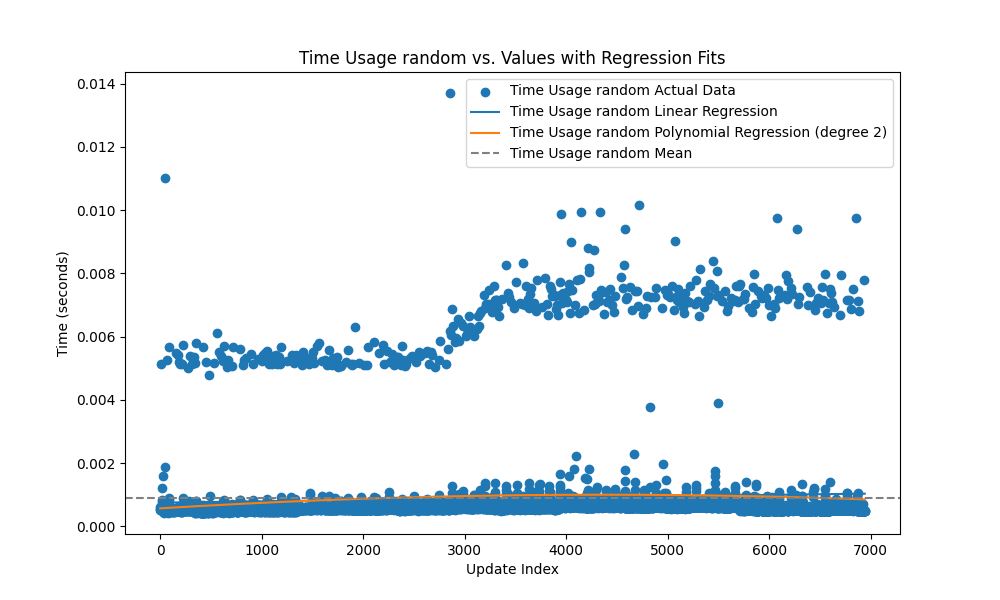 Time Usage random vs. Values with Regression Fits
0.014
0.012
0.010
0.008
0.006
0.004
0.002
0.000
Time (seconds)
Time Usage random Actual Data
Time Usage random Linear Regression
Time Usage random Polynomial Regression (degree 2)
Time Usage random Mean
0 1000 2000 3000 4000 5000 6000 7000
Update Index